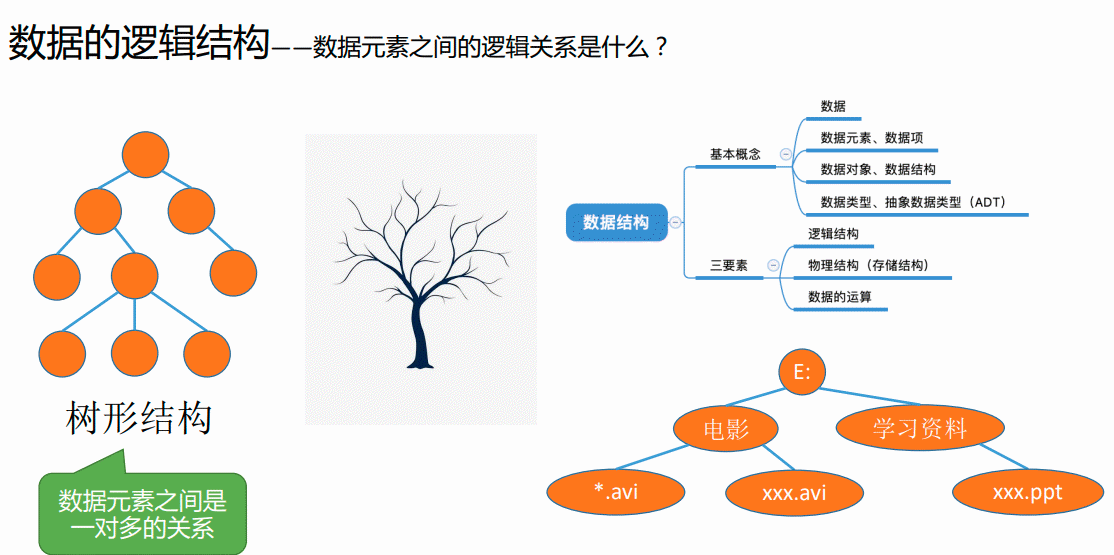 数据的逻辑结构——数据元素之间的逻辑关系是什么？
树形结构
数据元素之间是
一对多的关系
数据结构
基本概念
数据
数据元素、数据项
数据对象、数据结构
数据类型、抽象数据类型（ADT）
三要素
逻辑结构
物理结构（存储结构）
数据的运算
E:
电影
学习资料
*.avi
xxx.avi
xxx.ppt